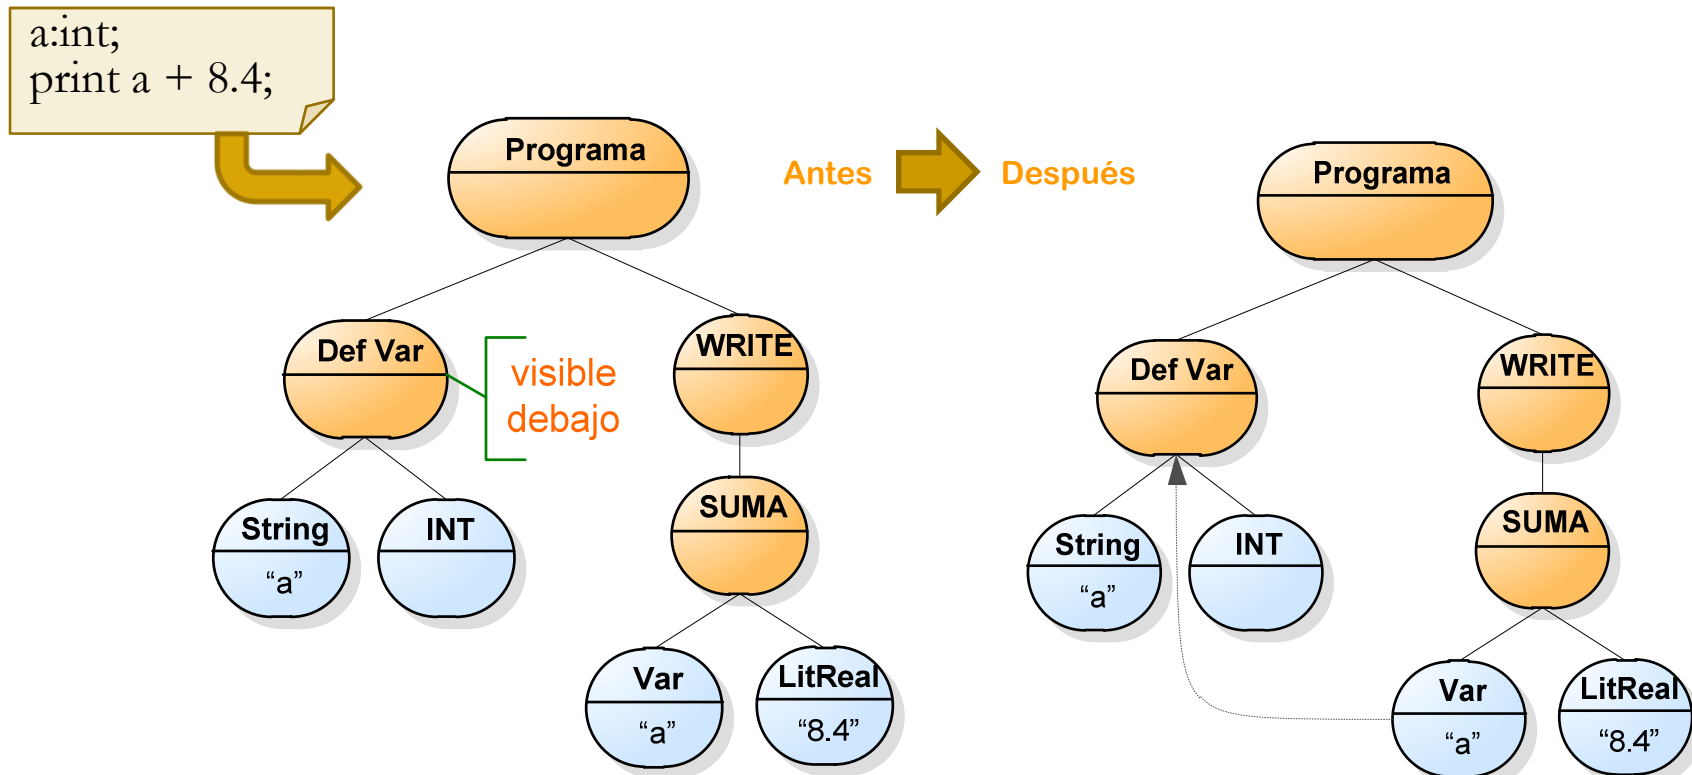 a:int;
print a + 8.4;
Antes
Después
Programa
Def Var
visible
debajo
WRITE
String
“a”
INT
SUMA
Var
“a”
LitReal
“8.4”
Programa
Def Var
WRITE
String
“a”
INT
SUMA
Var
“a”
LitReal
“8.4”